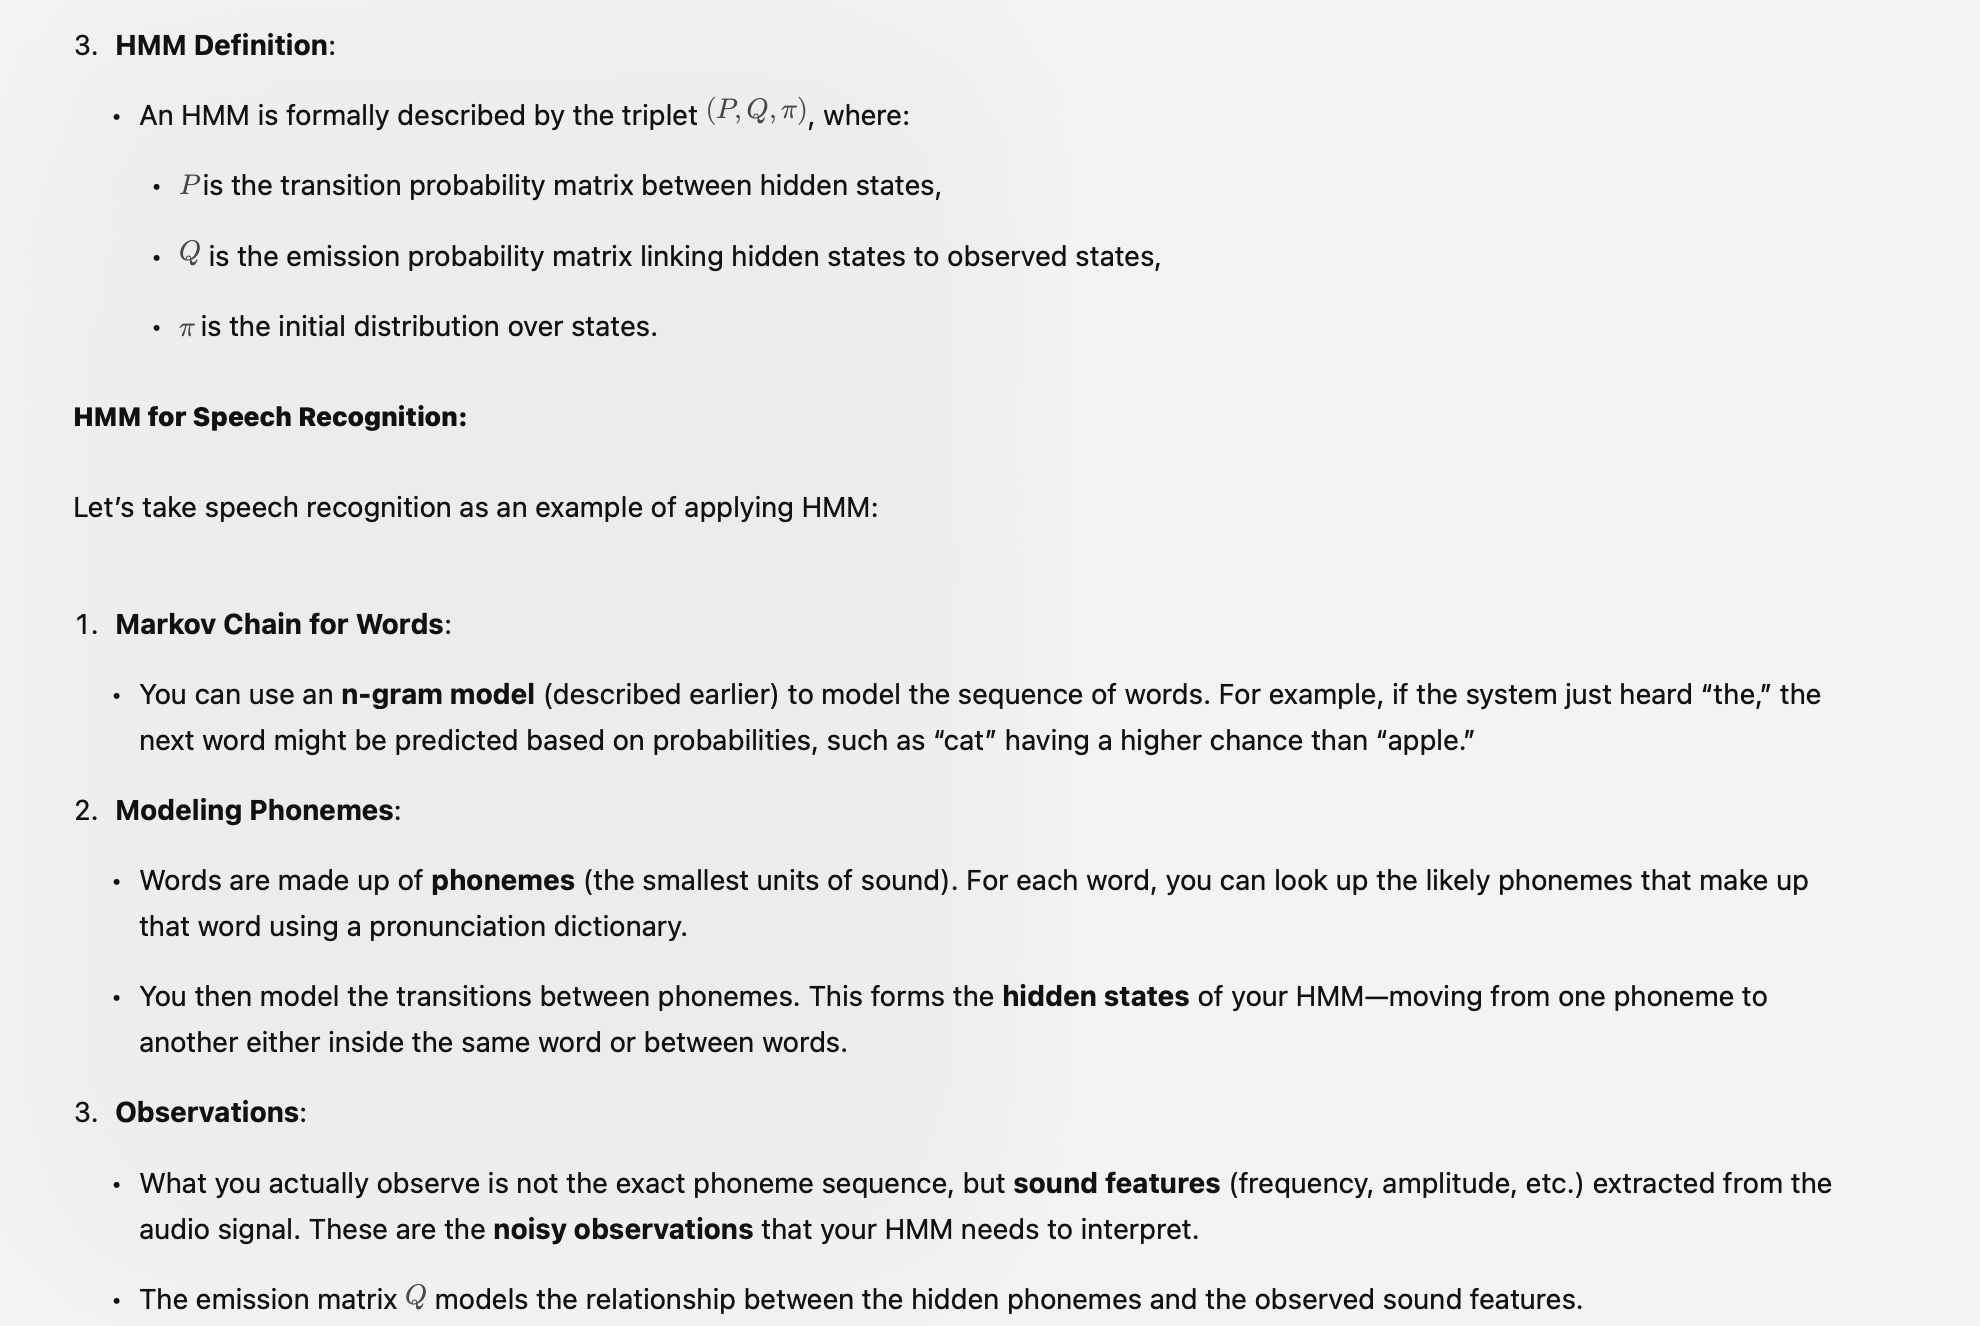 3. HMM Definition:
• An HMM is formally described by the triplet (P, Q, π), where:
• P is the transition probability matrix between hidden states,
• Q is the emission probability matrix linking hidden states to observed states,
• π is the initial distribution over states.
HMM for Speech Recognition:
Let’s take speech recognition as an example of applying HMM:
1. Markov Chain for Words:
• You can use an n-gram model (described earlier) to model the sequence of words. For example, if the system just heard “the,” the
next word might be predicted based on probabilities, such as “cat” having a higher chance than “apple.”
2. Modeling Phonemes:
• Words are made up of phonemes (the smallest units of sound). For each word, you can look up the likely phonemes that make up
that word using a pronunciation dictionary.
• You then model the transitions between phonemes. This forms the hidden states of your HMM—moving from one phoneme to
another either inside the same word or between words.
3. Observations:
• What you actually observe is not the exact phoneme sequence, but sound features (frequency, amplitude, etc.) extracted from the
audio signal. These are the noisy observations that your HMM needs to interpret.
• The emission matrix Q models the relationship between the hidden phonemes and the observed sound features.